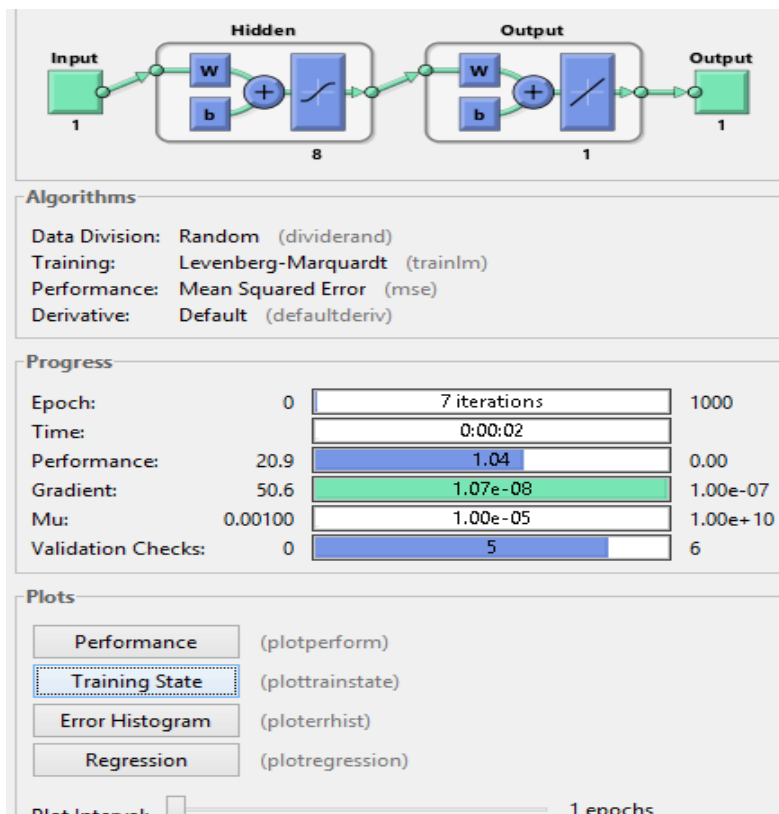 Hidden Output
Input Output
W W
b b
1 8 1 1
Algorithms
Data Division: Random (dividerand)
Training: Levenberg-Marquardt (trainlm)
Performance: Mean Squared Error (mse)
Derivative: Default (defaultderiv)
Progress
Epoch: 0 7 iterations 1000
Time: 0:00:02
Performance: 20.9 1.04 0.00
Gradient: 50.6 1.07e-08 1.00e-07
Mu: 0.00100 1.00e-05 1.00e+10
Validation Checks: 0 5 6
Plots
Performance (plotperform)
Training State (plottrainstate)
Error Histogram (ploterrhist)
Regression (plotregression)
Plot Interval: 1 epochs